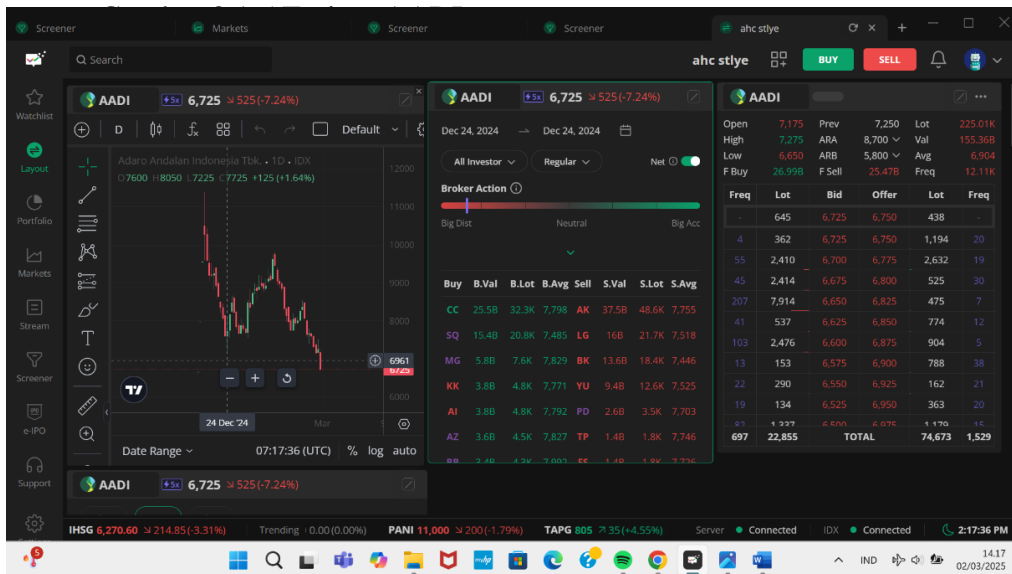 Screener
Markets
Screener
Screener
ahc stlye
Search
ahc stlye
BUY
SELL
Watchlist
Layout
Portfolio
Markets
Stream
Screener
e-IPO
Support
AADI 5x 6,725 525 (-7.24%)
D
Default
Adaro Andalan Indonesia Tbk. · 1D · IDX
O7600 H8050 L7225 C7725 +125 (+1.64%)
12000
11000
10000
9000
8000
6961
6725
6000
24 Dec '24
Mar
Date Range
07:17:36 (UTC)
% log auto
AADI 5x 6,725 525 (-7.24%)
AADI 5x 6,725 525 (-7.24%)
Dec 24, 2024 → Dec 24, 2024
All Investor
Regular
Net
Broker Action
Big Dist Neutral Big Acc
Buy B.Val B.Lot B.Avg Sell S.Val S.Lot S.Avg
CC 25.5B 32.3K 7,798 AK 37.5B 48.6K 7,755
SQ 15.4B 20.8K 7,485 LG 16B 21.7K 7,518
MG 5.8B 7.6K 7,829 BK 13.6B 18.4K 7,446
KK 3.8B 4.8K 7,771 YU 9.4B 12.6K 7,525
AI 3.8B 4.8K 7,792 PD 2.6B 3.5K 7,703
AZ 3.6B 4.5K 7,827 TP 1.4B 1.8K 7,746
AADI
Open 7,175 Prev 7,250 Lot 225.01K
High 7,275 ARA 8,700 Val 155.36B
Low 6,650 ARB 5,800 Avg 6,904
F Buy 26.99B F Sell 25.47B Freq 12.11K
Freq Lot Bid Offer Lot Freq
- 645 6,725 6,750 438 -
4 362 6,725 6,750 1,194 20
55 2,410 6,700 6,775 2,632 19
45 2,414 6,675 6,800 525 30
207 7,914 6,650 6,825 475 7
41 537 6,625 6,850 774 12
103 2,476 6,600 6,875 904 5
13 153 6,575 6,900 788 38
22 290 6,550 6,925 162 21
19 134 6,525 6,950 363 20
697 22,855 TOTAL 74,673 1,529
IHSG 6,270.60 214.85 (-3.31%) Trending 0.00 (0.00%) PANI 11,000 200 (-1.79%) TAPG 805 35 (+4.55%) Server Connected IDX Connected 2:17:36 PM
5
IND
14.17
02/03/2025